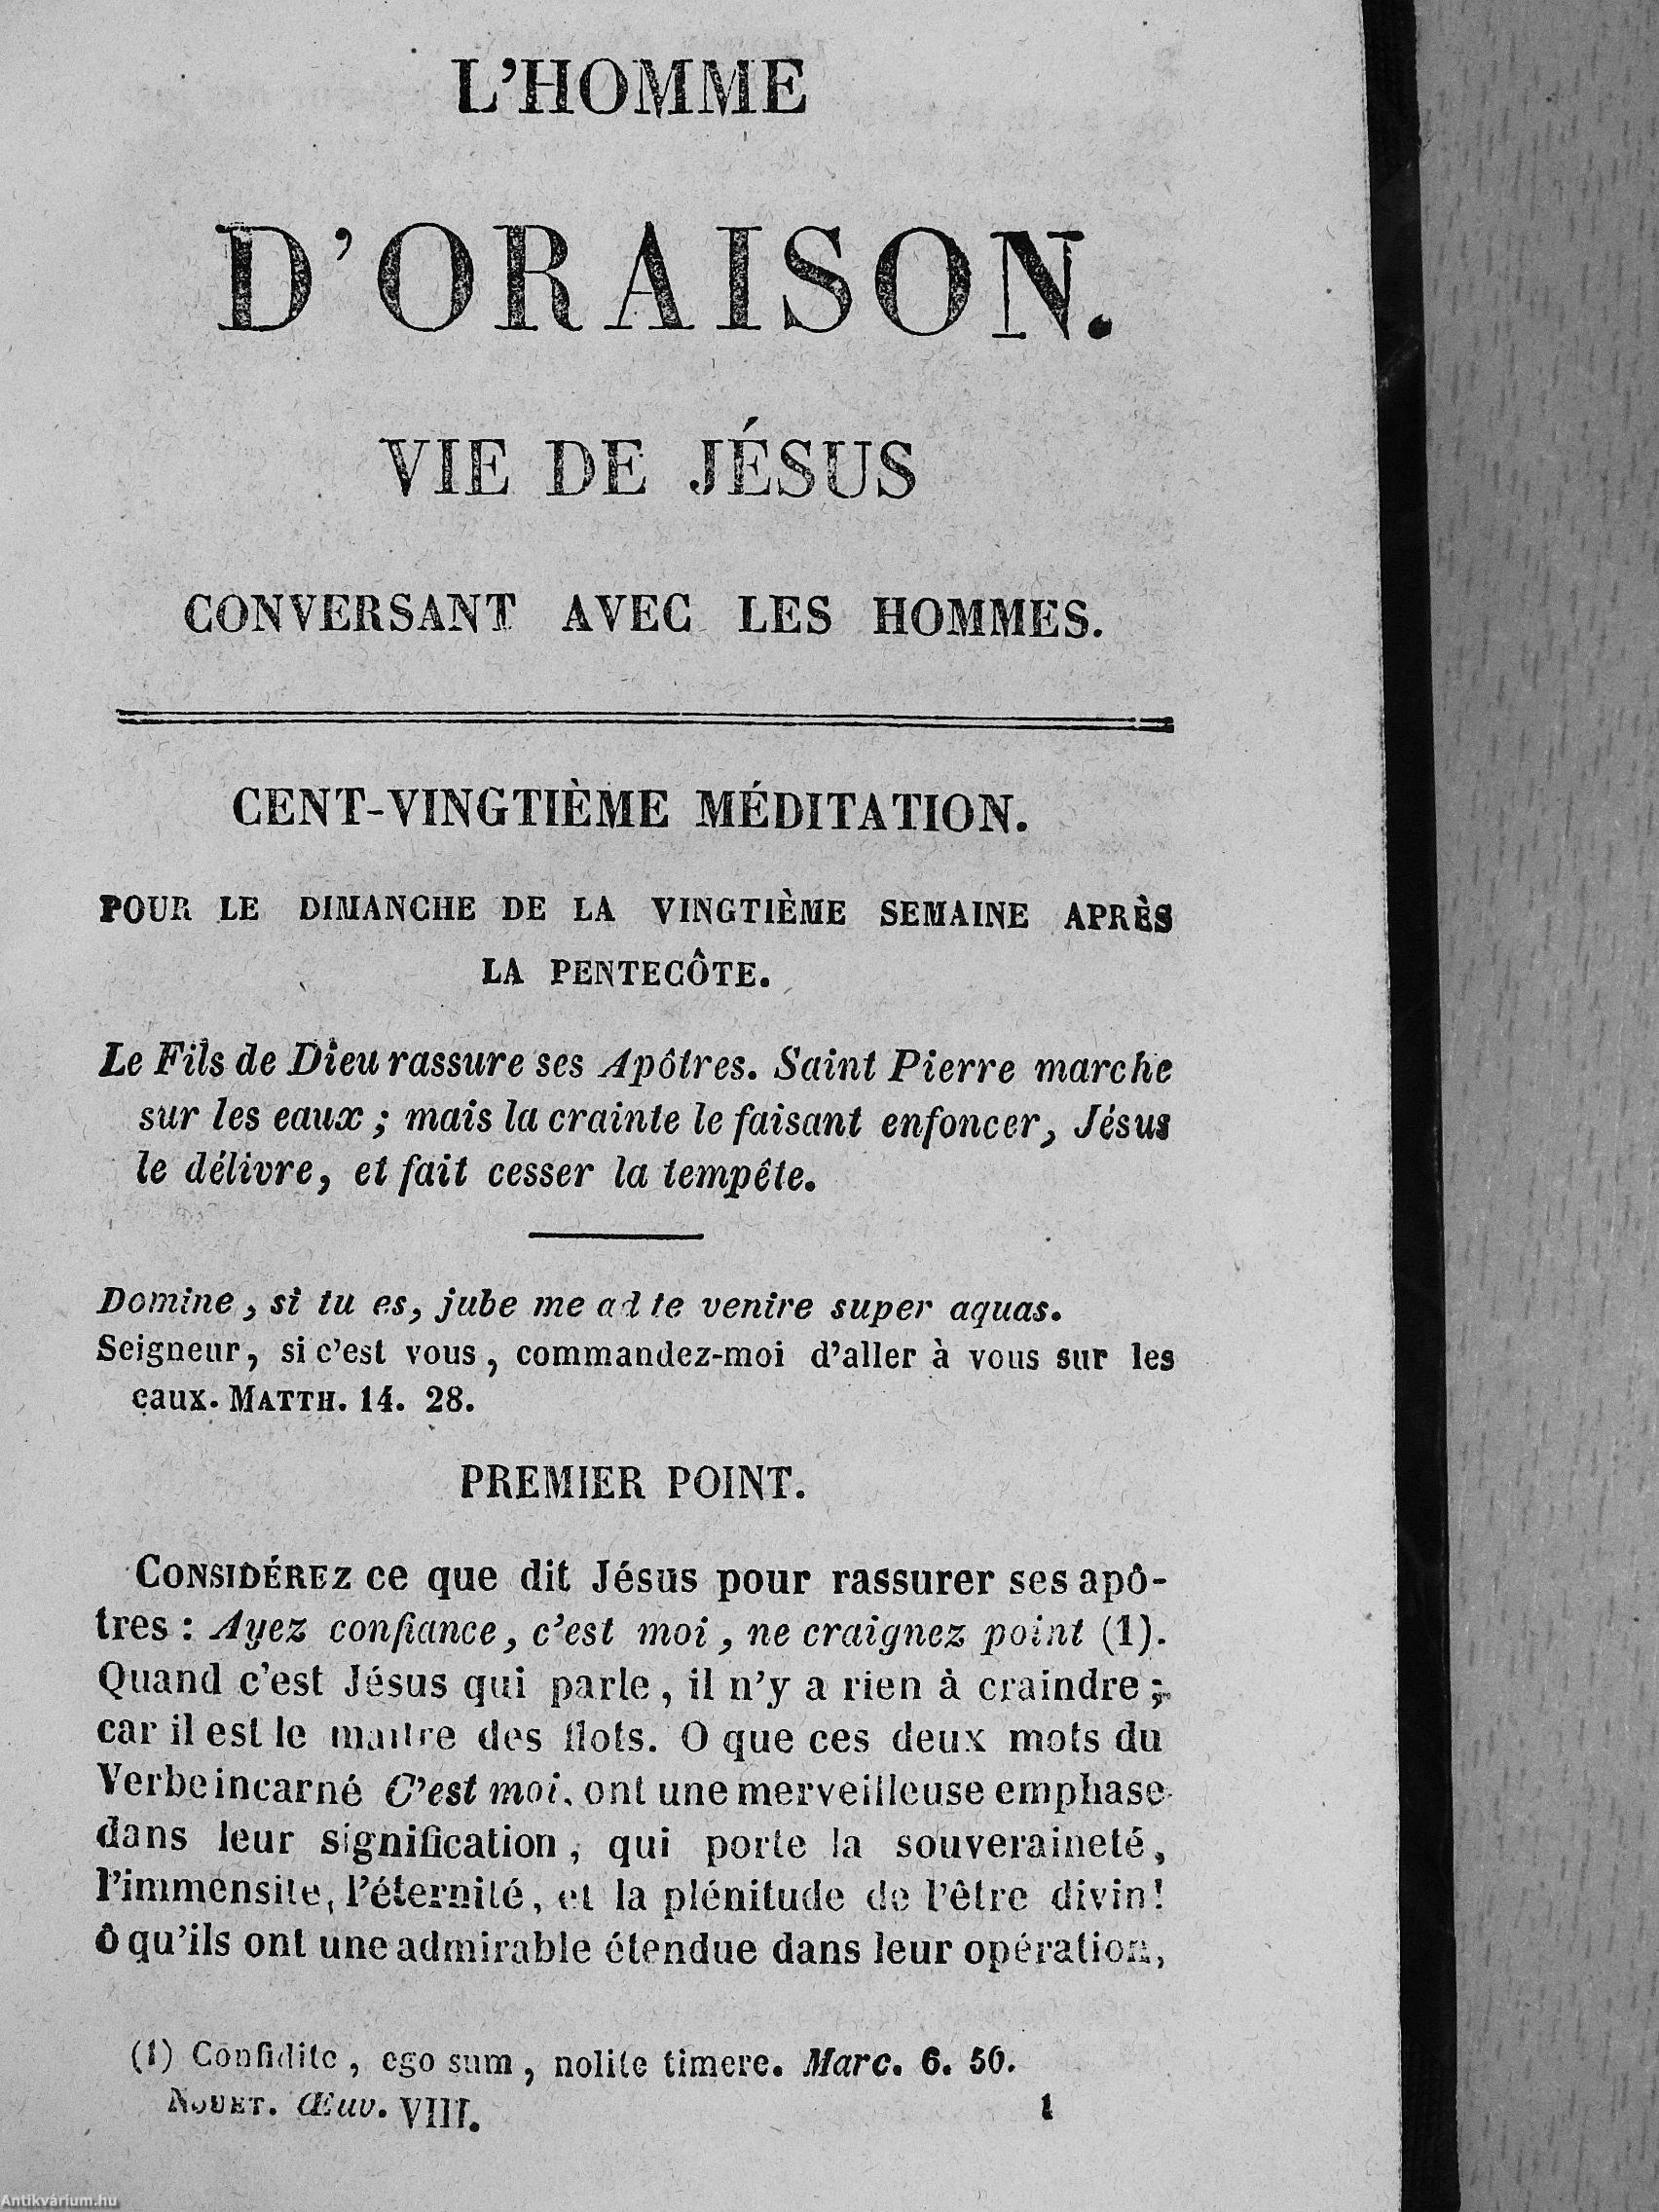 L'HOMME
D'ORAISON.
VIE DE JÉSUS
CONVERSANT AVEC LES HOMMES.
CENT-VINGTIÈME MÉDITATION.
POUR LE DIMANCHE DE LA VINGTIÈME SEMAINE APRÈS
LA PENTECÔTE.
Le Fils de Dieu rassure ses Apôtres. Saint Pierre marche
sur les eaux ; mais la crainte le faisant enfoncer, Jésus
le délivre, et fait cesser la tempête.
Domine, si tu es, jube me ad te venire super aquas.
Seigneur, si c'est vous, commandez-moi d'aller à vous sur les
eaux. MATTH. 14. 28.
PREMIER POINT.
CONSIDÉREZ ce que dit Jésus pour rassurer ses apô-
tres : Ayez confiance, c'est moi, ne craignez point (1).
Quand c'est Jésus qui parle, il n'y a rien à craindre ;
car il est le maître des flots. O que ces deux mots du
Verbe incarné C'est moi, ont une merveilleuse emphase
dans leur signification, qui porte la souveraineté,
l'immensité, l'éternité, et la plénitude de l'être divin!
ô qu'ils ont une admirable étendue dans leur opération,
(1) Confidite, ego sum, nolite timere. Marc. 6. 50.
NOUET. Œuv. VIII. 1
Antikvárium.hu